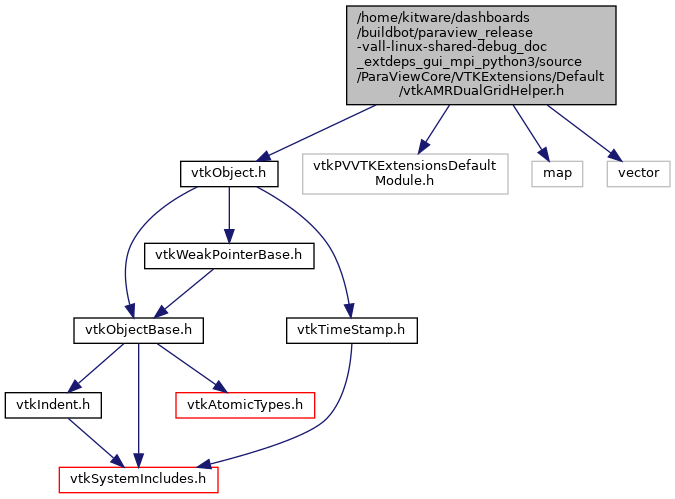 /home/kitware/dashboards
/buildbot/paraview_release
-vall-linux-shared-debug_doc
_extdeps_gui_mpi_python3/source
/ParaViewCore/VTKExtensions/Default
/vtkAMRDualGridHelper.h
vtkObject.h
vtkPVVTKExtensionsDefault
Module.h
map
vector
vtkWeakPointerBase.h
vtkObjectBase.h
vtkTimeStamp.h
vtkIndent.h
vtkAtomicTypes.h
vtkSystemIncludes.h